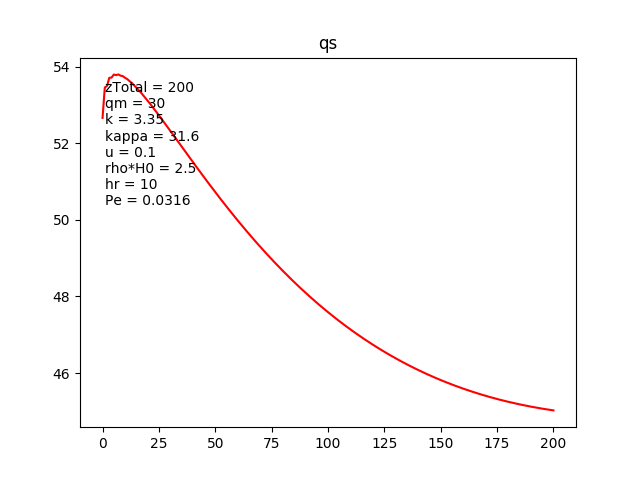 qs
54
52
50
48
46
zTotal = 200
qm = 30
k = 3.35
kappa = 31.6
u = 0.1
rho*H0 = 2.5
hr = 10
Pe = 0.0316
0 25 50 75 100 125 150 175 200